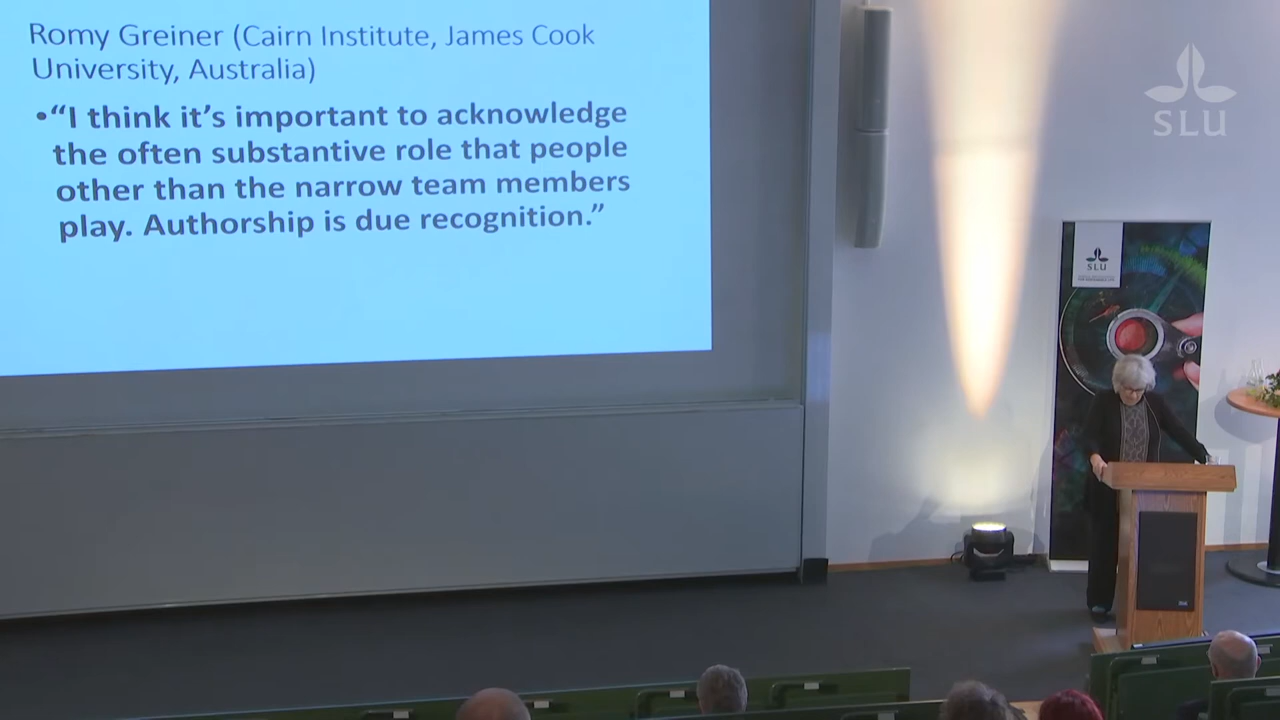 Romy Greiner (Cairn Institute, James Cook
University, Australia)
•“I think it’s important to acknowledge
the often substantive role that people
other than the narrow team members
play. Authorship is due recognition.”
SLU
SLU